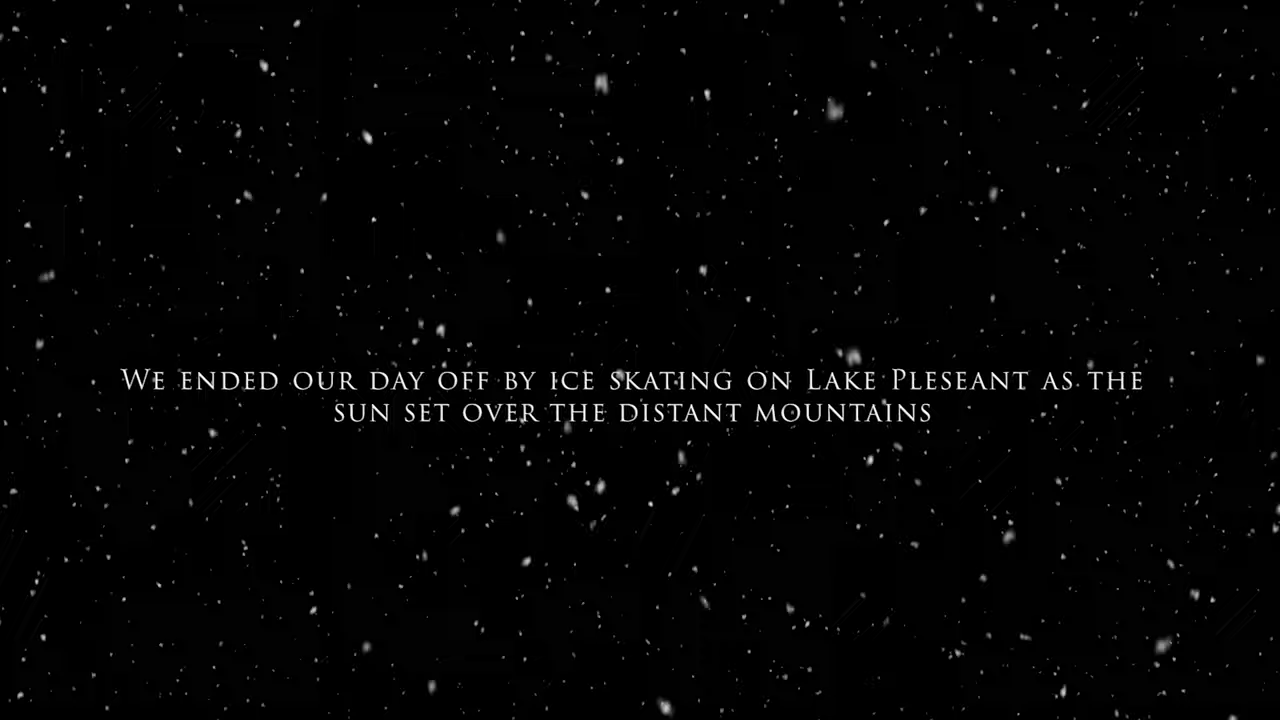 We ended our day off by ice skating on Lake Pleseant as the
sun set over the distant mountains